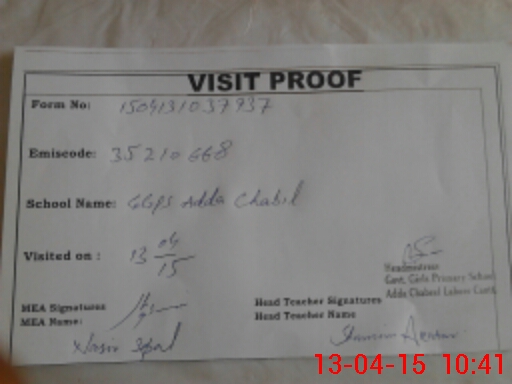 VISIT PROOF
Form No: 1504131037937
Emiscode: 35210668
School Name: GGPS Adda Chabil
Visited on : 13 04 15
Headmistress
Govt. Girls Primary School
Adda Chabeel Lahore Cantt
MEA Signatures
Head Teacher Signatures
MEA Name:
Head Teacher Name
Nasir Iqbal
13-04-15 10:41